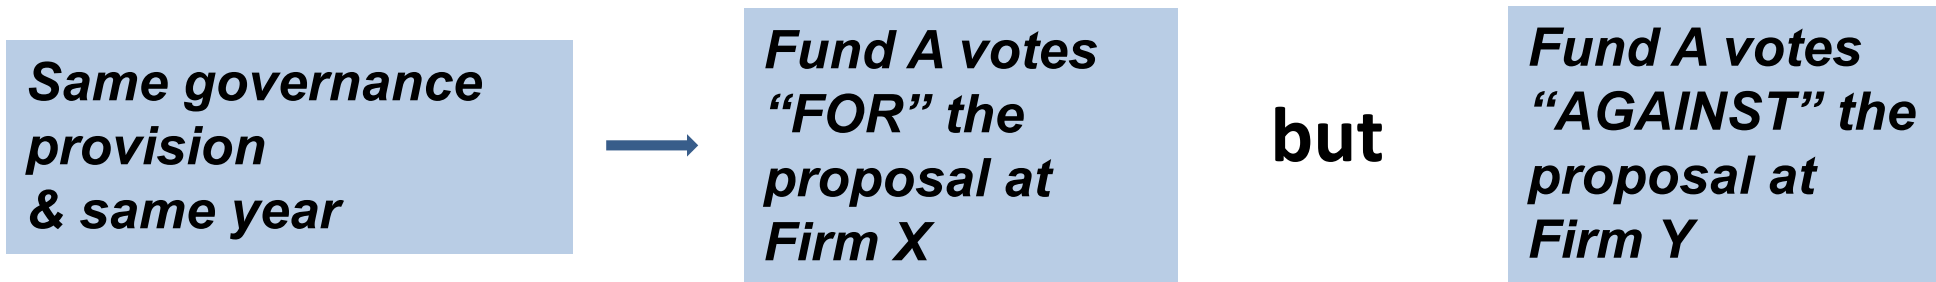 Same governance
provision
& same year
Fund A votes
“FOR” the
proposal at
Firm X
but
Fund A votes
“AGAINST” the
proposal at
Firm Y